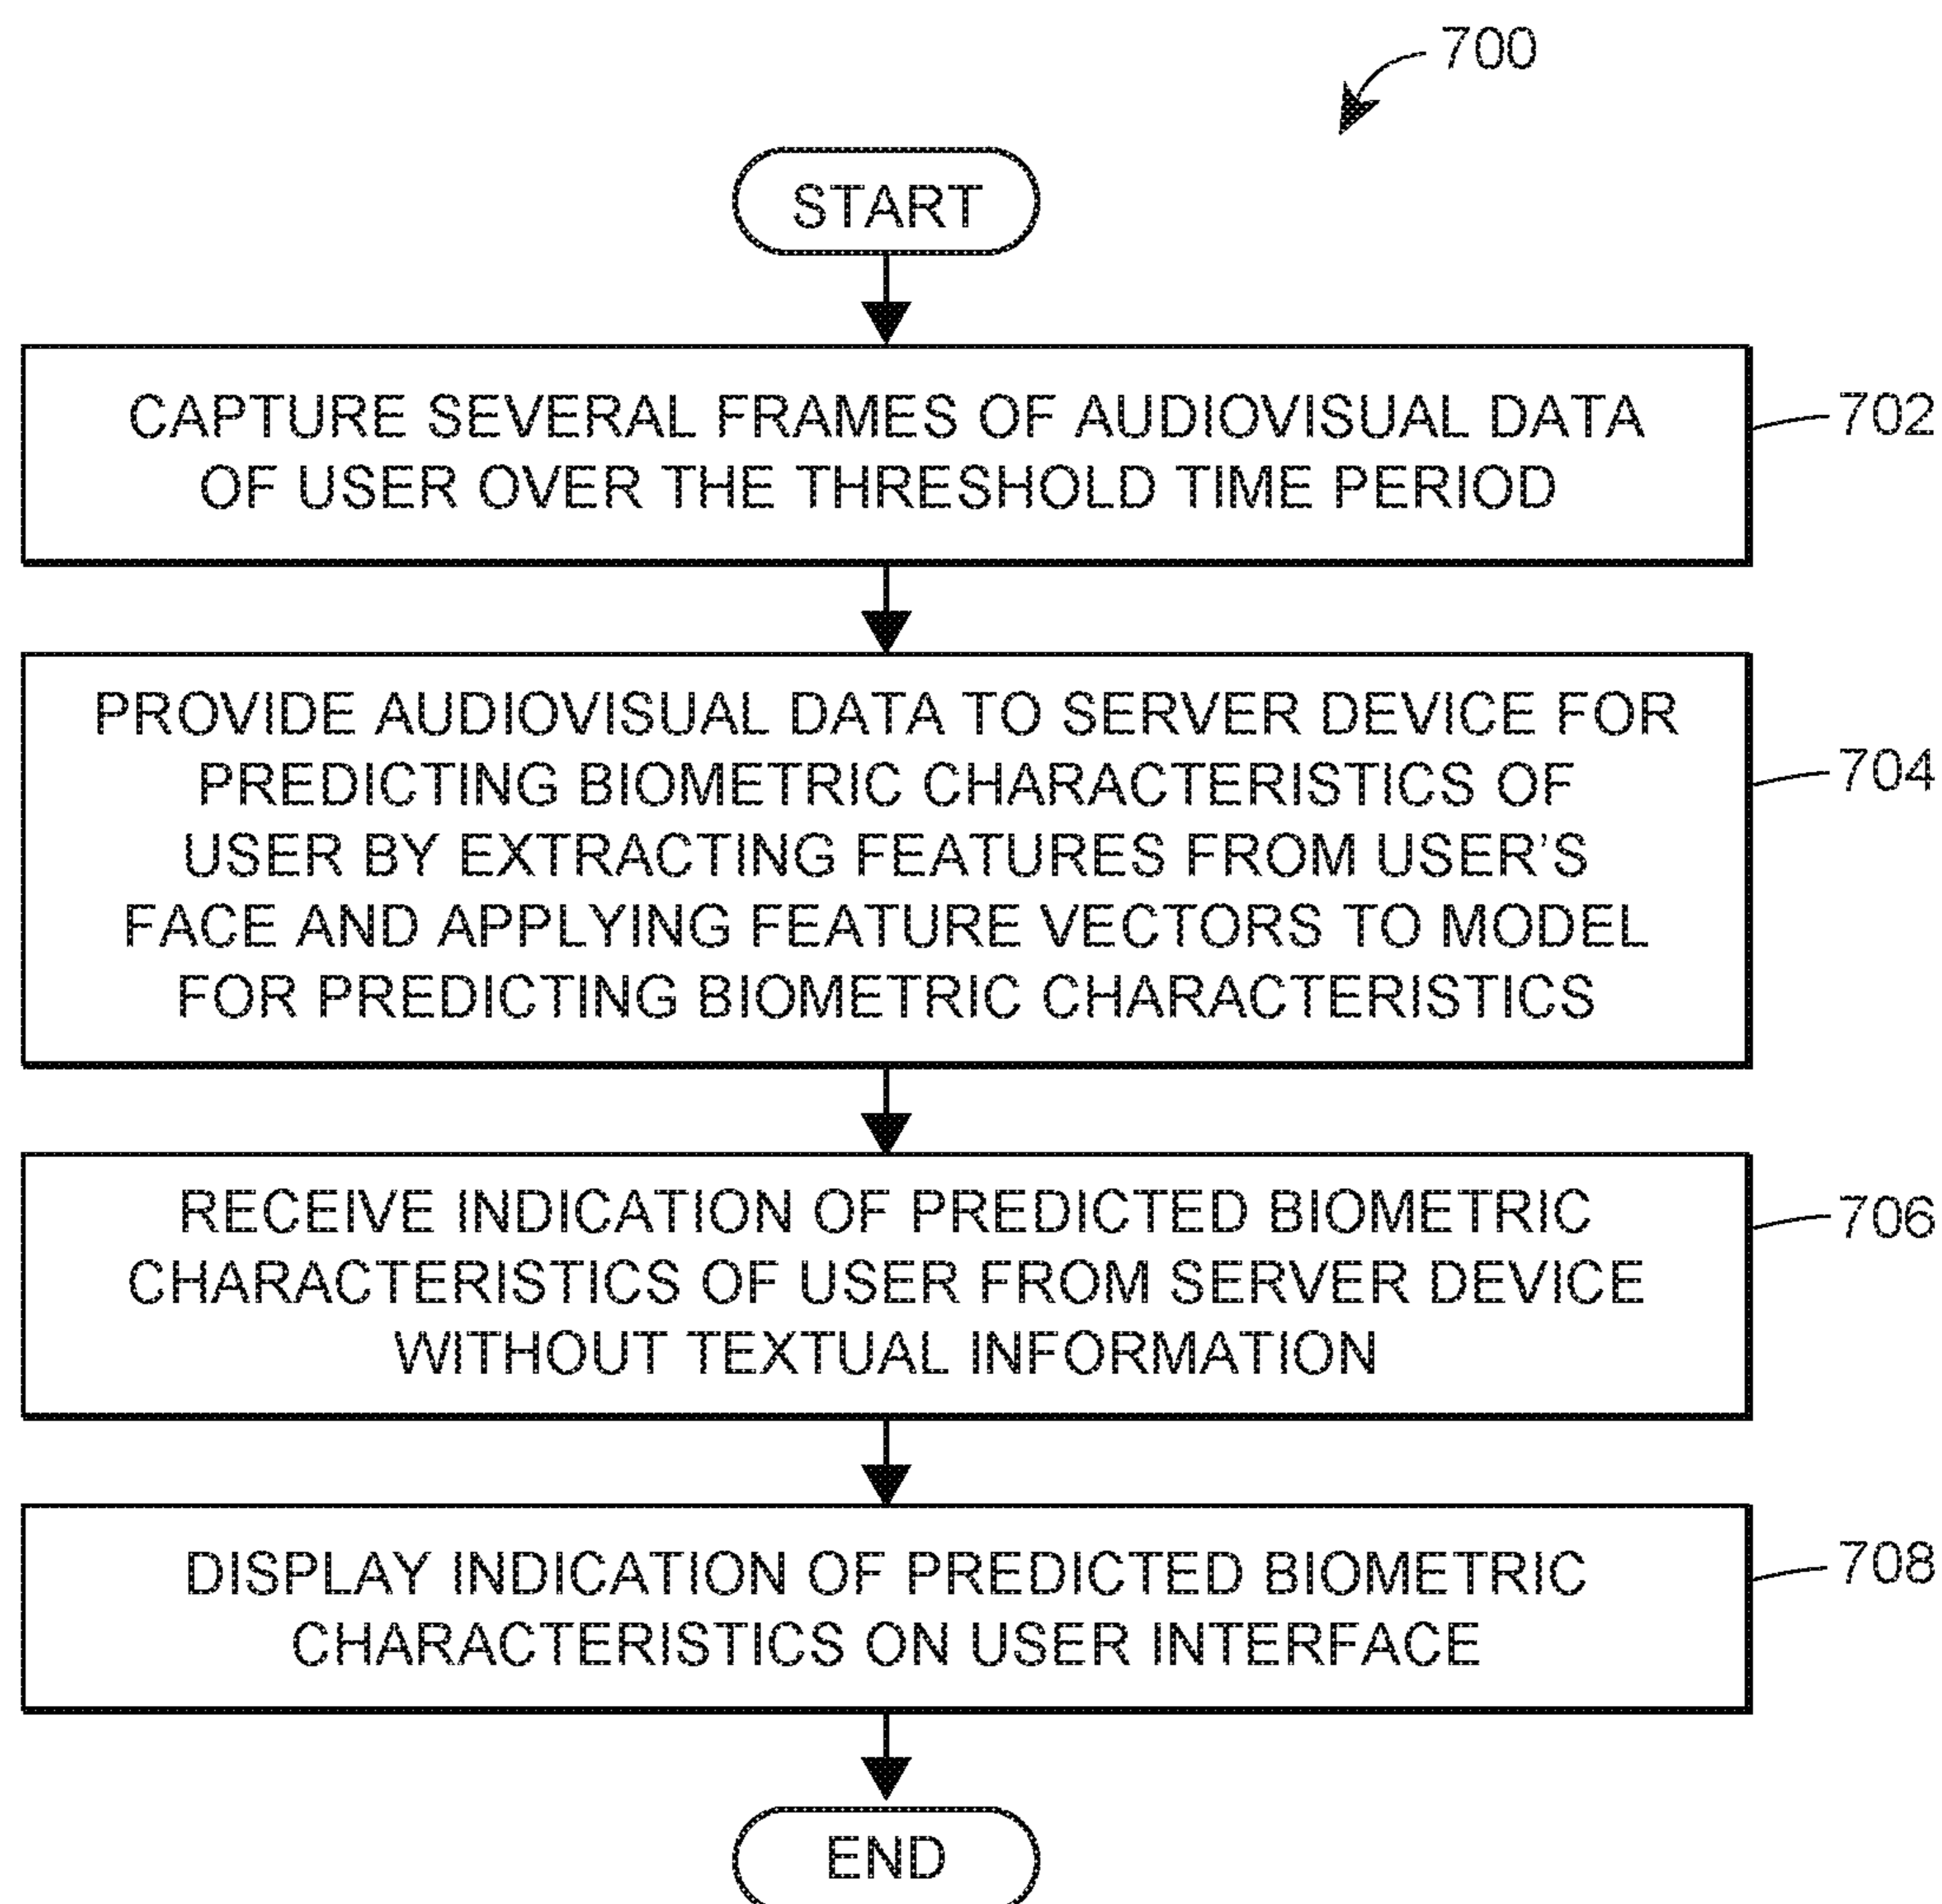 700
START
CAPTURE SEVERAL FRAMES OF AUDIOVISUAL DATA
OF USER OVER THE THRESHOLD TIME PERIOD
702
PROVIDE AUDIOVISUAL DATA TO SERVER DEVICE FOR
PREDICTING BIOMETRIC CHARACTERISTICS OF
USER BY EXTRACTING FEATURES FROM USER'S
FACE AND APPLYING FEATURE VECTORS TO MODEL
FOR PREDICTING BIOMETRIC CHARACTERISTICS
704
RECEIVE INDICATION OF PREDICTED BIOMETRIC
CHARACTERISTICS OF USER FROM SERVER DEVICE
WITHOUT TEXTUAL INFORMATION
706
DISPLAY INDICATION OF PREDICTED BIOMETRIC
CHARACTERISTICS ON USER INTERFACE
708
END